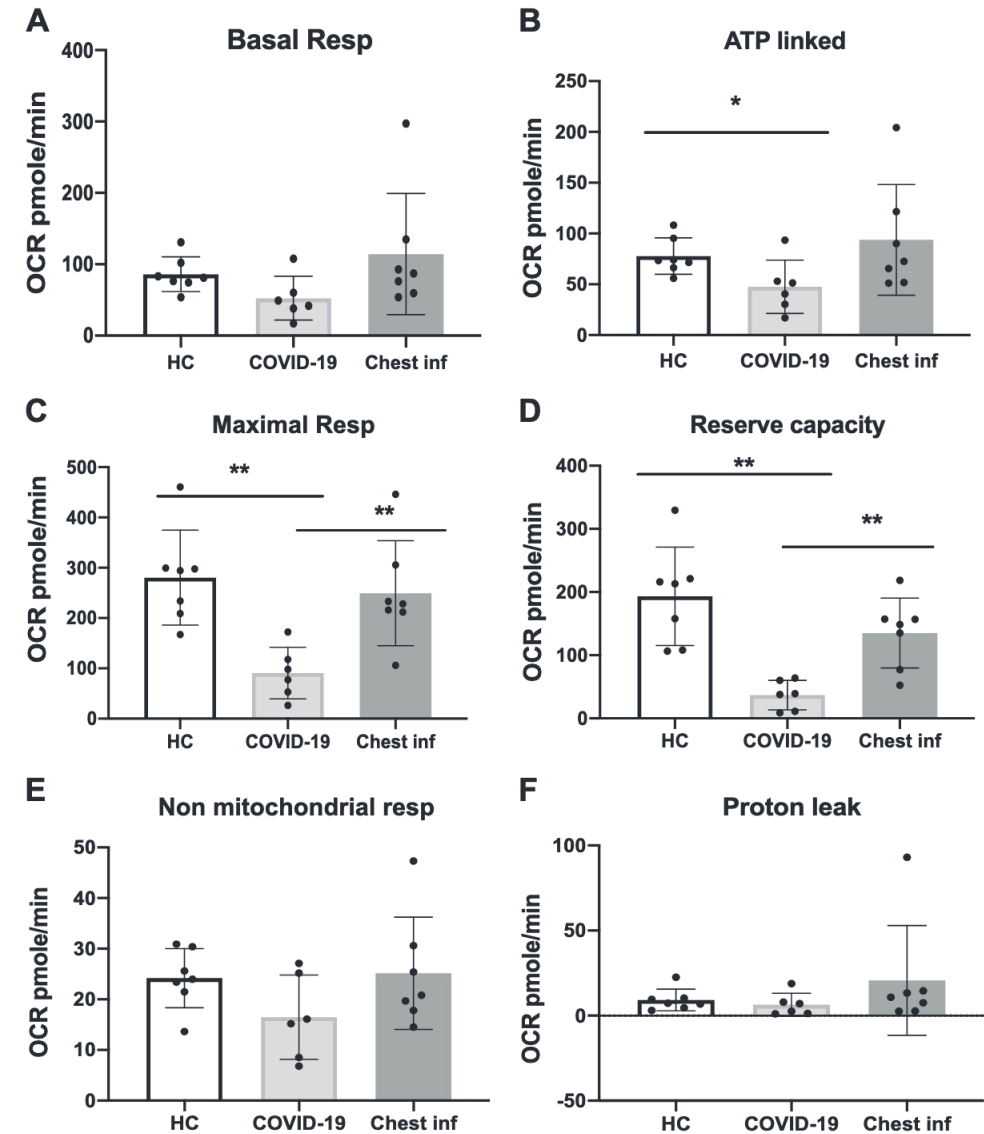 A
Basal Resp
OCR pmole/min
400
300
200
100
0
HC
COVID-19
Chest inf
B
ATP linked
OCR pmole/min
250
200
150
100
50
0
*
HC
COVID-19
Chest inf
C
Maximal Resp
OCR pmole/min
500
400
300
200
100
0
**
**
HC
COVID-19
Chest inf
D
Reserve capacity
OCR pmole/min
400
300
200
100
0
**
**
HC
COVID-19
Chest inf
E
Non mitochondrial resp
OCR pmole/min
50
40
30
20
10
0
HC
COVID-19
Chest inf
F
Proton leak
OCR pmole/min
100
50
0
-50
HC
COVID-19
Chest inf